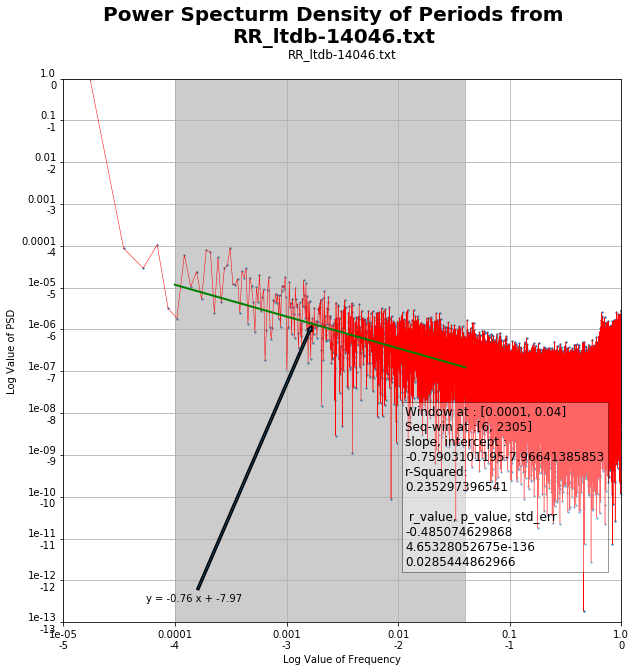 Power Specturm Density of Periods from
RR_ltdb-14046.txt
RR_ltdb-14046.txt
1.0
0
0.1
-1
0.01
-2
0.001
-3
0.0001
-4
1e-05
-5
1e-06
-6
1e-07
-7
1e-08
-8
1e-09
-9
1e-10
-10
1e-11
-11
1e-12
-12
1e-13
-13
Log Value of PSD
Window at : [0.0001, 0.04]
Seq-win at :[6, 2305]
slope, intercept :
-0.75903101195-7.96641385853
r-Squared:
0.235297396541
r_value, p_value, std_err
-0.485074629868
4.65328052675e-136
0.0285444862966
y = -0.76 x + -7.97
1e-05
-5
0.0001
-4
0.001
-3
0.01
-2
0.1
-1
1.0
0
Log Value of Frequency